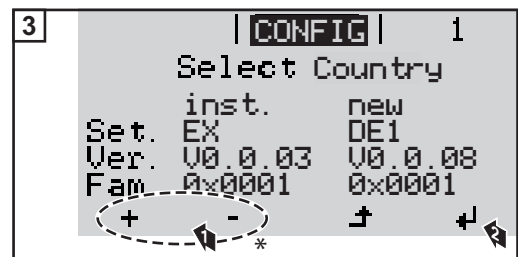 3
CONFIG 1
Select Country
inst. new
Set. EX DE1
Ver. V0.0.03 V0.0.08
Fam 0x0001 0x0001
+ -
1 * 2